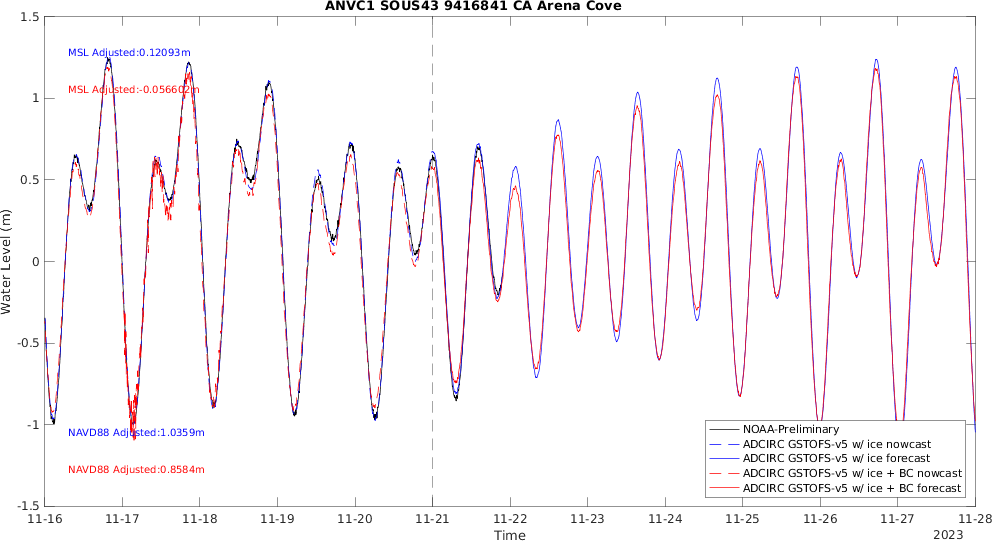 ANVC1 SOUS43 9416841 CA Arena Cove
1.5
1
0.5
0
-0.5
-1
-1.5
Water Level (m)
MSL Adjusted:0.12093m
MSL Adjusted:-0.056602m
NAVD88 Adjusted:1.0359m
NAVD88 Adjusted:0.8584m
NOAA-Preliminary
ADCIRC GSTOFS-v5 w/ ice nowcast
ADCIRC GSTOFS-v5 w/ ice forecast
ADCIRC GSTOFS-v5 w/ ice + BC nowcast
ADCIRC GSTOFS-v5 w/ ice + BC forecast
11-16 11-17 11-18 11-19 11-20 11-21 11-22 11-23 11-24 11-25 11-26 11-27 11-28
Time
2023